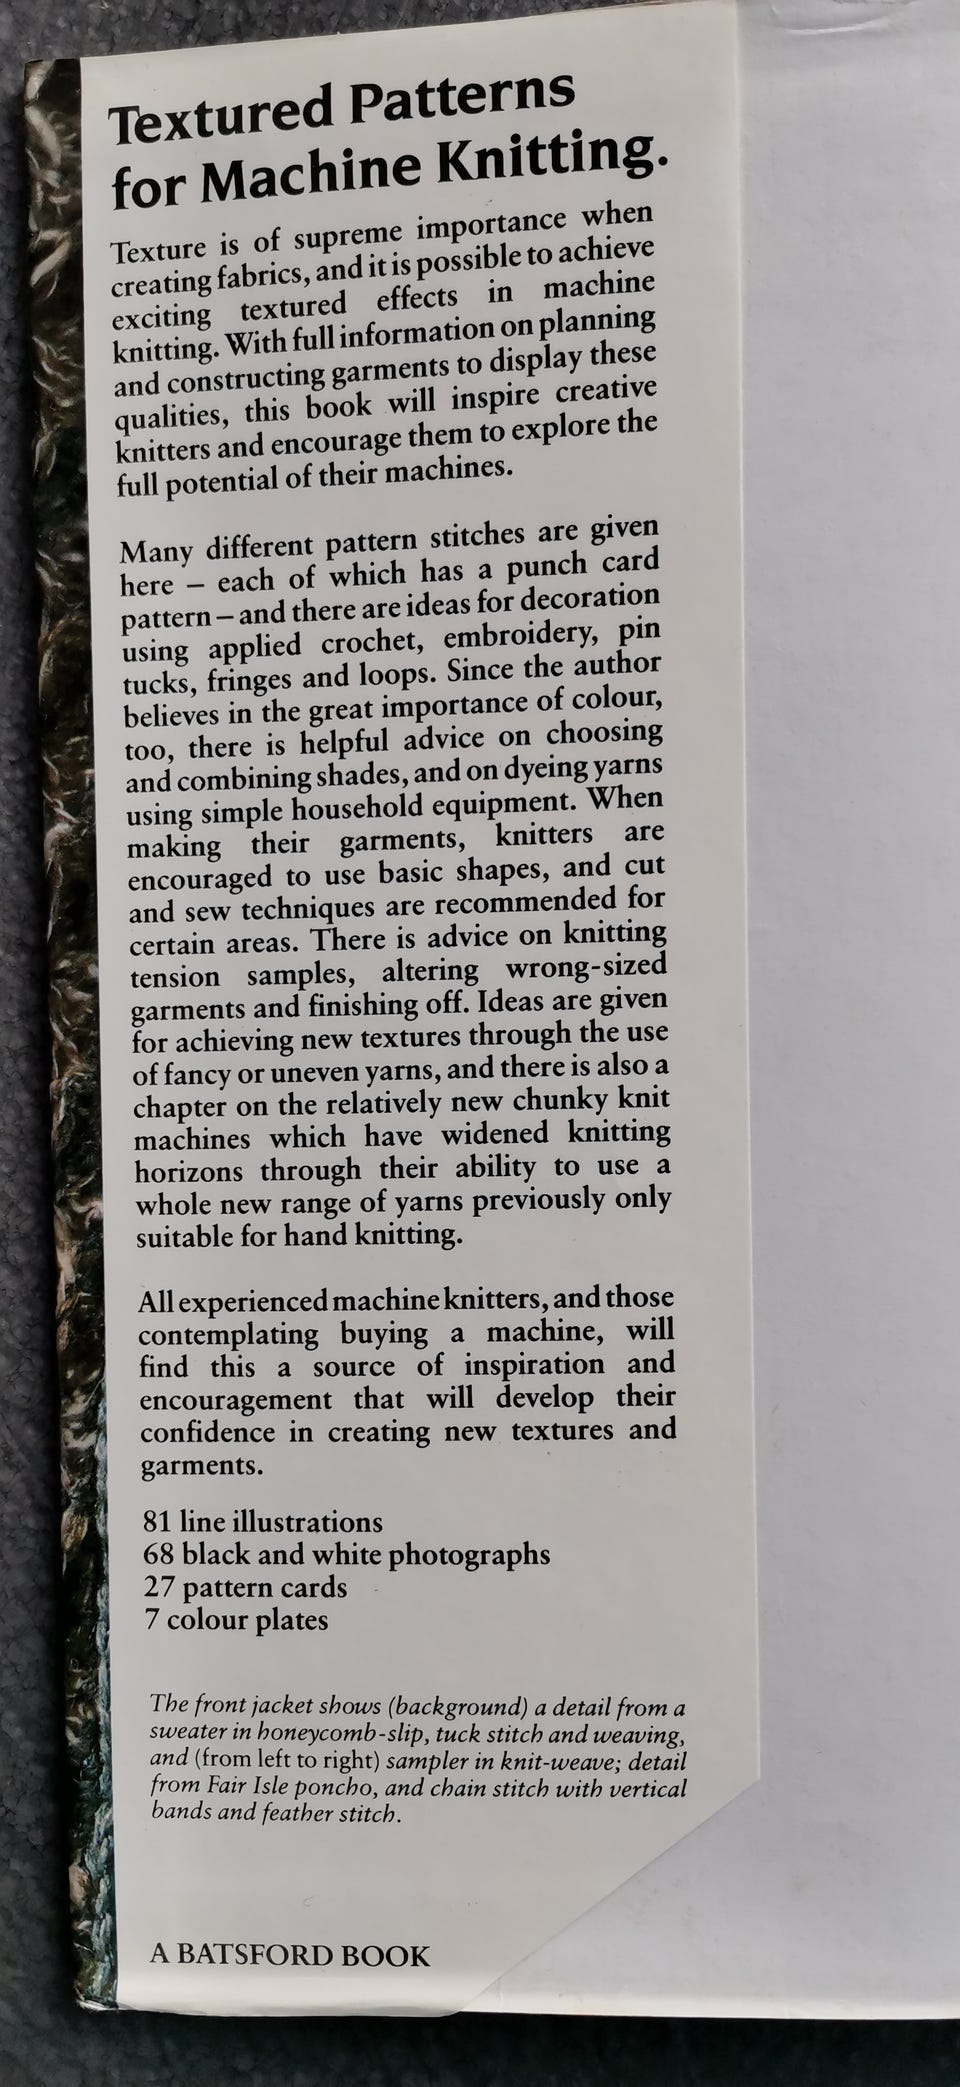 Textured Patterns
for Machine Knitting.
Texture is of supreme importance when
creating fabrics, and it is possible to achieve
exciting textured effects in machine
knitting. With full information on planning
and constructing garments to display these
qualities, this book will inspire creative
knitters and encourage them to explore the
full potential of their machines.
Many different pattern stitches are given
here – each of which has a punch card
pattern – and there are ideas for decoration
using applied crochet, embroidery, pin
tucks, fringes and loops. Since the author
believes in the great importance of colour,
too, there is helpful advice on choosing
and combining shades, and on dyeing yarns
using simple household equipment. When
making their garments, knitters are
encouraged to use basic shapes, and cut
and sew techniques are recommended for
certain areas. There is advice on knitting
tension samples, altering wrong-sized
garments and finishing off. Ideas are given
for achieving new textures through the use
of fancy or uneven yarns, and there is also a
chapter on the relatively new chunky knit
machines which have widened knitting
horizons through their ability to use a
whole new range of yarns previously only
suitable for hand knitting.
All experienced machine knitters, and those
contemplating buying a machine, will
find this a source of inspiration and
encouragement that will develop their
confidence in creating new textures and
garments.
81 line illustrations
68 black and white photographs
27 pattern cards
7 colour plates
The front jacket shows (background) a detail from a
sweater in honeycomb-slip, tuck stitch and weaving,
and (from left to right) sampler in knit-weave; detail
from Fair Isle poncho, and chain stitch with vertical
bands and feather stitch.
A BATSFORD BOOK